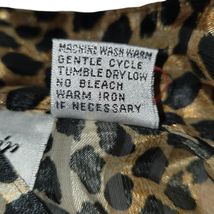 MACHINE WASH WARM
GENTLE CYCLE
TUMBLE DRY LOW
NO BLEACH
WARM IRON
IF NECESSARY